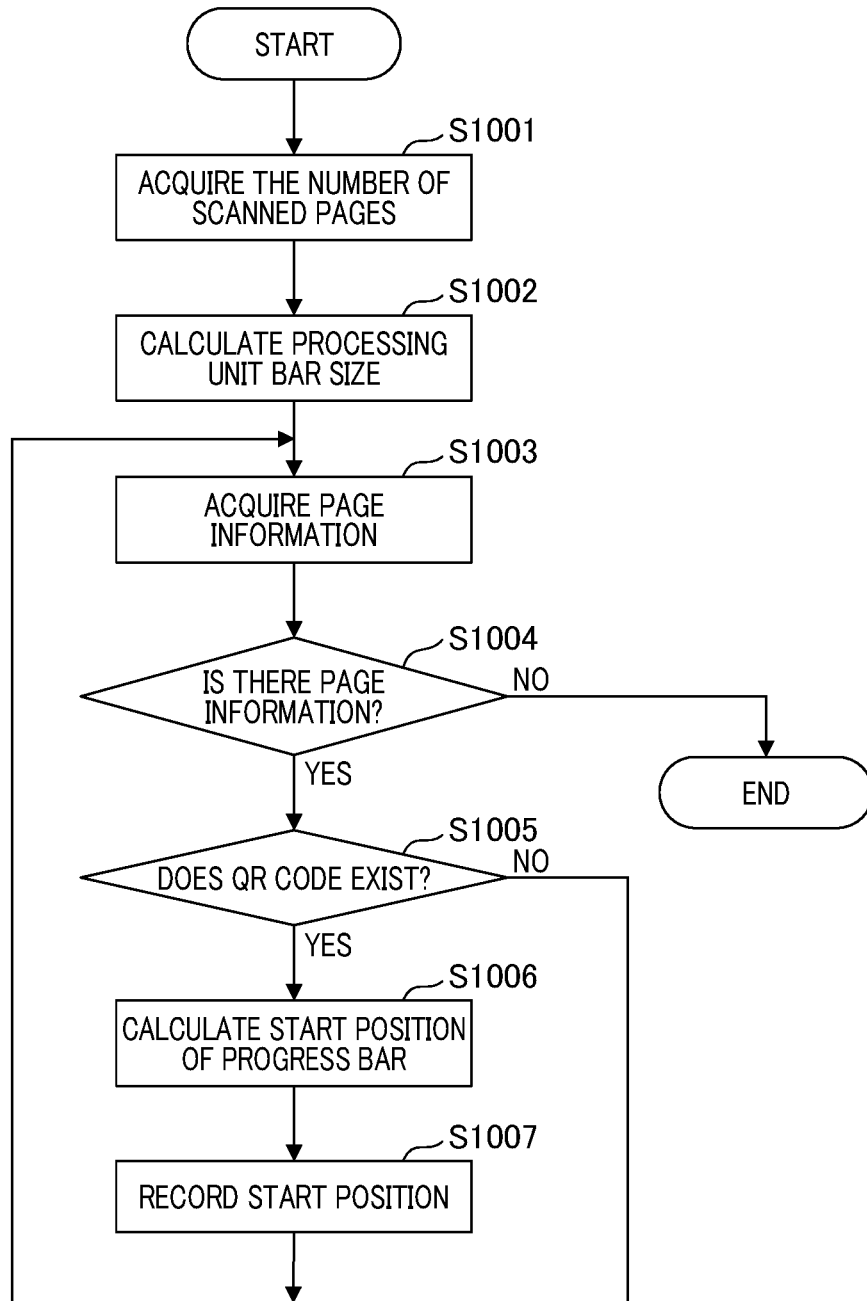 START
S1001
ACQUIRE THE NUMBER OF
SCANNED PAGES
S1002
CALCULATE PROCESSING
UNIT BAR SIZE
S1003
ACQUIRE PAGE
INFORMATION
S1004
IS THERE PAGE
INFORMATION?
NO
YES
END
S1005
DOES QR CODE EXIST?
NO
YES
S1006
CALCULATE START POSITION
OF PROGRESS BAR
S1007
RECORD START POSITION